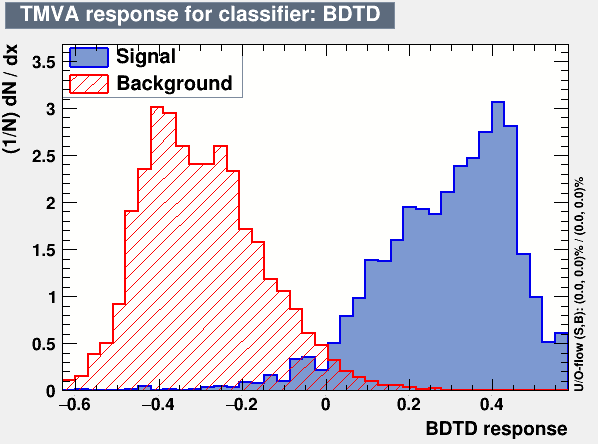 TMVA response for classifier: BDTD
Signal
Background
(1/N) dN / dx
3.5
3
2.5
2
1.5
1
0.5
0
−0.6 −0.4 −0.2 0 0.2 0.4
BDTD response
U/O-flow (S,B): (0.0, 0.0)% / (0.0, 0.0)%